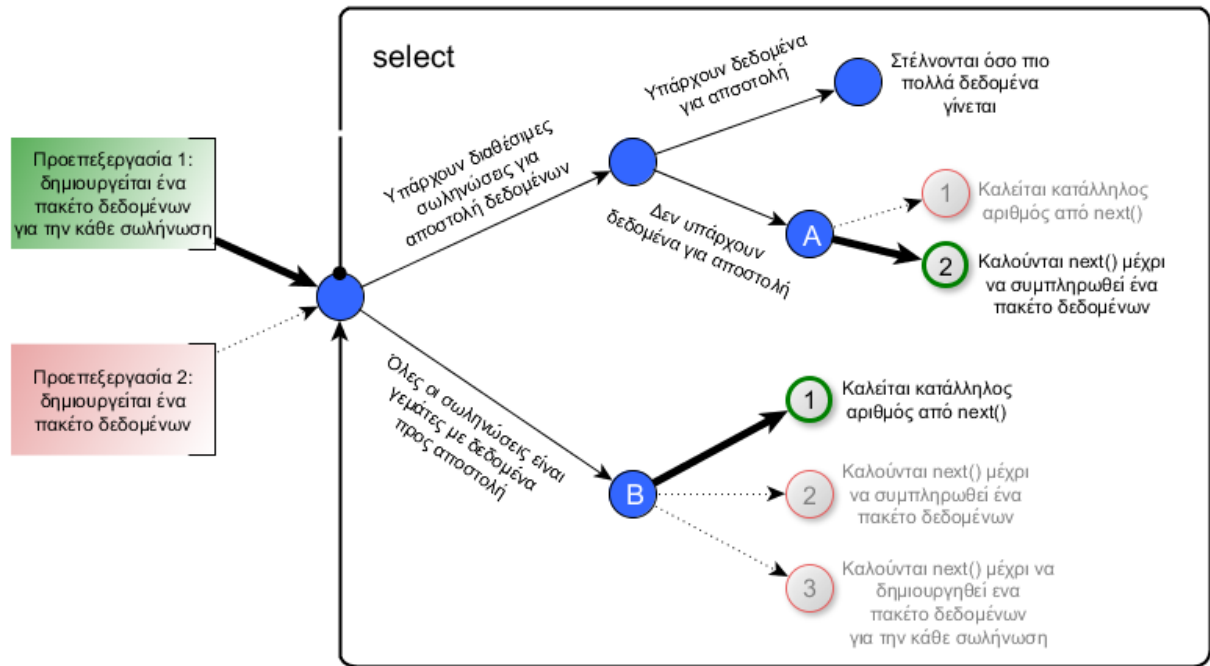 select
Προεπεξεργασία 1:
δημιουργείται ένα
πακέτο δεδομένων
για την κάθε σωλήνωση
Προεπεξεργασία 2:
δημιουργείται ένα
πακέτο δεδομένων
Υπάρχουν διαθέσιμες
σωληνώσεις για
αποστολή δεδομένων
Υπάρχουν δεδομένα
για αποστολή
Στέλνονται όσο πιο
πολλά δεδομένα
γίνεται
Δεν υπάρχουν
δεδομένα για αποστολή
A
1
Καλείται κατάλληλος
αριθμός από next()
2
Καλούνται next() μέχρι
να συμπληρωθεί ένα
πακέτο δεδομένων
Όλες οι σωληνώσεις είναι
γεμάτες με δεδομένα
προς αποστολή
B
1
Καλείται κατάλληλος
αριθμός από next()
2
Καλούνται next() μέχρι
να συμπληρωθεί ένα
πακέτο δεδομένων
3
Καλούνται next() μέχρι να
δημιουργηθεί ενα
πακέτο δεδομένων
για την κάθε σωλήνωση